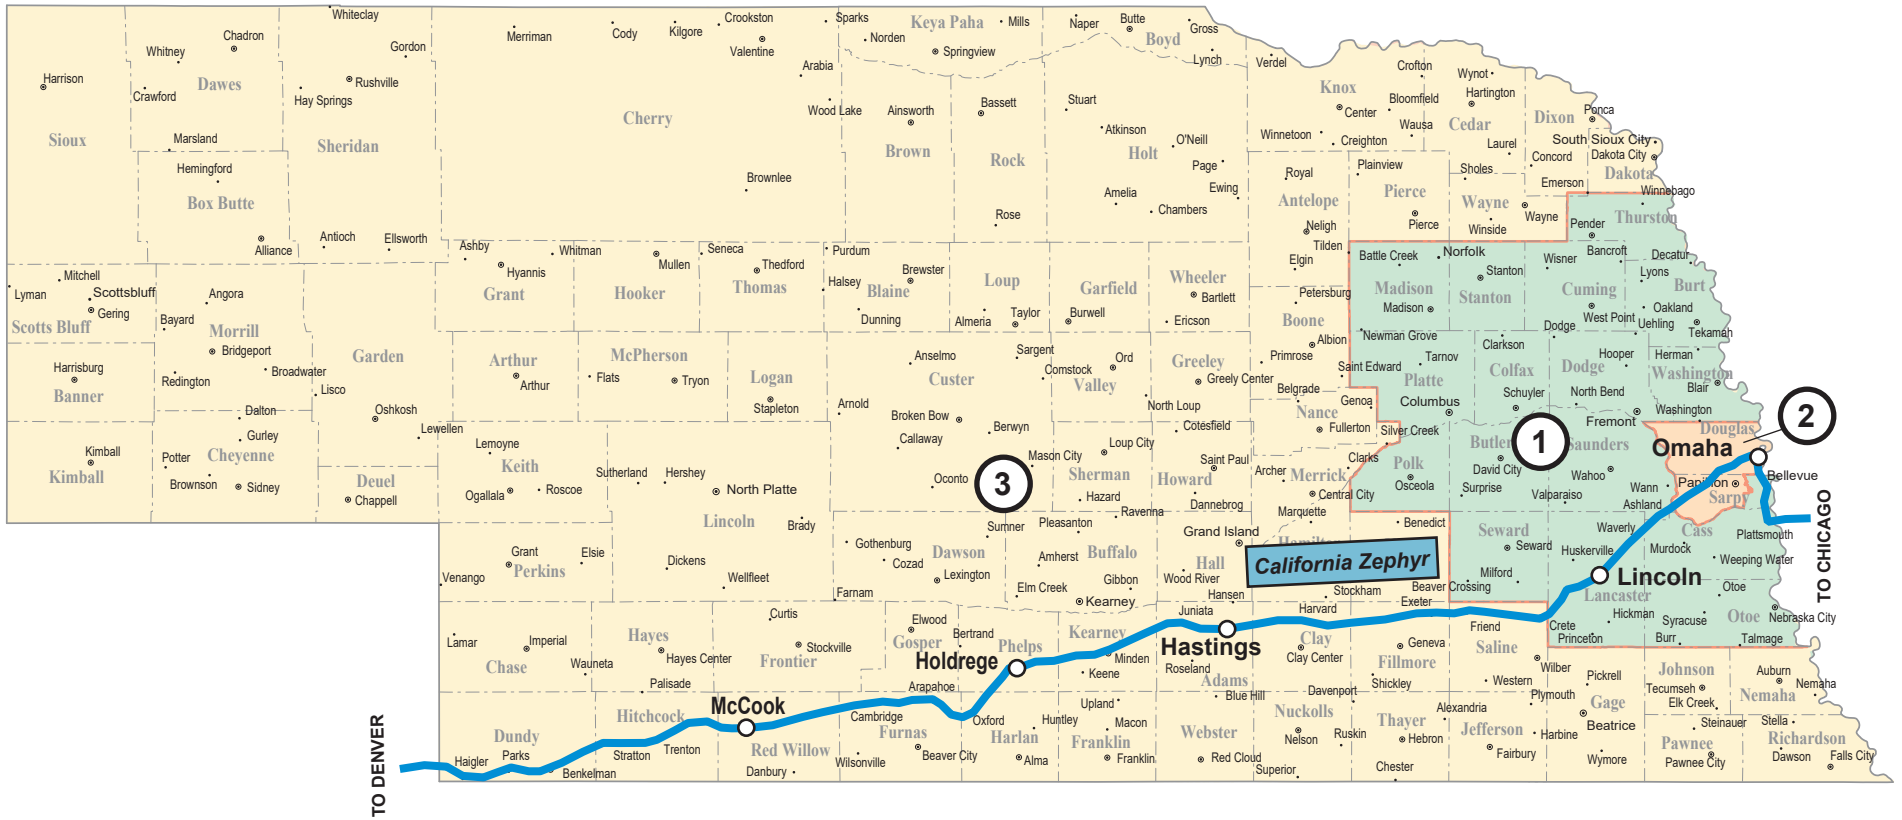 Whiteclay
Chadron
Whitney
Gordon
Harrison
Dawes
Rushville
Crawford
Hay Springs
Sioux
Marsland
Sheridan
Hemingford
Box Butte
Alliance
Antioch
Ellsworth
Merriman
Cody
Kilgore
Crookston
Valentine
Sparks
Norden
Keya Paha
Mills
Springview
Arabia
Wood Lake
Cherry
Brownlee
Ainsworth
Brown
Bassett
Rock
Rose
Naper
Butte
Gross
Boyd
Lynch
Verdel
Stuart
Atkinson
Holt
O'Neill
Page
Ewing
Amelia
Chambers
Knox
Center
Winnetoon
Creighton
Crofton
Bloomfield
Wausa
Wynot
Hartington
Cedar
Laurel
Dixon
Ponca
Concord
South Sioux City
Dakota City
Dakota
Emerson
Winnebago
Royal
Antelope
Neligh
Tilden
Elgin
Plainview
Pierce
Pierce
Sholes
Wayne
Wayne
Winside
Thurston
Pender
Mitchell
Lyman
Scottsbluff
Gering
Scotts Bluff
Angora
Bayard
Morrill
Bridgeport
Redington
Broadwater
Harrisburg
Banner
Garden
Lisco
Oshkosh
Lewellen
Dalton
Gurley
Cheyenne
Potter
Brownson
Sidney
Kimball
Kimball
Deuel
Chappell
Ashby
Hyannis
Whitman
Grant
Hooker
Mullen
Seneca
Thedford
Thomas
Purdum
Halsey
Brewster
Blaine
Dunning
Loup
Almeria
Taylor
Garfield
Burwell
Wheeler
Bartlett
Ericson
Petersburg
Boone
Albion
Primrose
Saint Edward
Belgrade
Genoa
Nance
Fullerton
Silver Creek
Battle Creek
Norfolk
Madison
Madison
Newman Grove
Stanton
Stanton
Wisner
Bancroft
Decatur
Lyons
Cuming
West Point
Burt
Oakland
Uehling
Tekamah
Dodge
Clarkson
Hooper
Herman
Washington
Blair
Tarnov
Platte
Colfax
Dodge
Columbus
Schuyler
North Bend
Fremont
Washington
Arthur
Arthur
McPherson
Flats
Tryon
Logan
Stapleton
Arnold
Anselmo
Custer
Sargent
Comstock
Broken Bow
Berwyn
Callaway
Mason City
Oconto
Ord
Valley
North Loup
Greeley
Greely Center
Cotesfield
Loup City
Sherman
Hazard
Ravenna
Howard
Saint Paul
Dannebrog
Archer
Merrick
Clarks
Central City
Marquette
Polk
Osceola
Butler
David City
Surprise
Saunders
Wahoo
Valparaiso
Wann
Ashland
Douglas
Omaha
Papillion
Sarpy
Bellevue
1
2
3
Lemoyne
Keith
Ogallala
Roscoe
Sutherland
Hershey
North Platte
Lincoln
Brady
Grant
Elsie
Perkins
Venango
Dickens
Wellfleet
Gothenburg
Cozad
Dawson
Lexington
Farnam
Sumner
Pleasanton
Amherst
Buffalo
Elm Creek
Gibbon
Kearney
Grand Island
Hall
Wood River
Hansen
Hamilton
California Zephyr
Benedict
Stockham
Beaver Crossing
Seward
Seward
Milford
Waverly
Huskerville
Lincoln
Lancaster
Hickman
Cass
Murdock
Plattsmouth
Weeping Water
Otoe
Syracuse
Otoe
Nebraska City
Burr
Talmage
TO CHICAGO
Lamar
Imperial
Chase
Wauneta
Hayes
Hayes Center
Palisade
Curtis
Frontier
Stockville
Elwood
Gosper
Bertrand
Phelps
Holdrege
Kearney
Minden
Keene
Juniata
Hastings
Roseland
Adams
Blue Hill
Harvard
Clay
Clay Center
Exeter
Geneva
Fillmore
Shickley
Friend
Saline
Crete
Princeton
Wilber
Western
Plymouth
Pickrell
Gage
Beatrice
Johnson
Tecumseh
Elk Creek
Auburn
Nemaha
Nemaha
TO DENVER
Haigler
Dundy
Parks
Benkelman
Hitchcock
Stratton
Trenton
McCook
Red Willow
Danbury
Arapahoe
Cambridge
Furnas
Beaver City
Wilsonville
Oxford
Harlan
Alma
Huntley
Upland
Macon
Franklin
Franklin
Webster
Red Cloud
Nuckolls
Nelson
Superior
Davenport
Ruskin
Thayer
Hebron
Chester
Alexandria
Jefferson
Fairbury
Harbine
Wymore
Steinauer
Pawnee
Pawnee City
Stella
Richardson
Dawson
Falls City